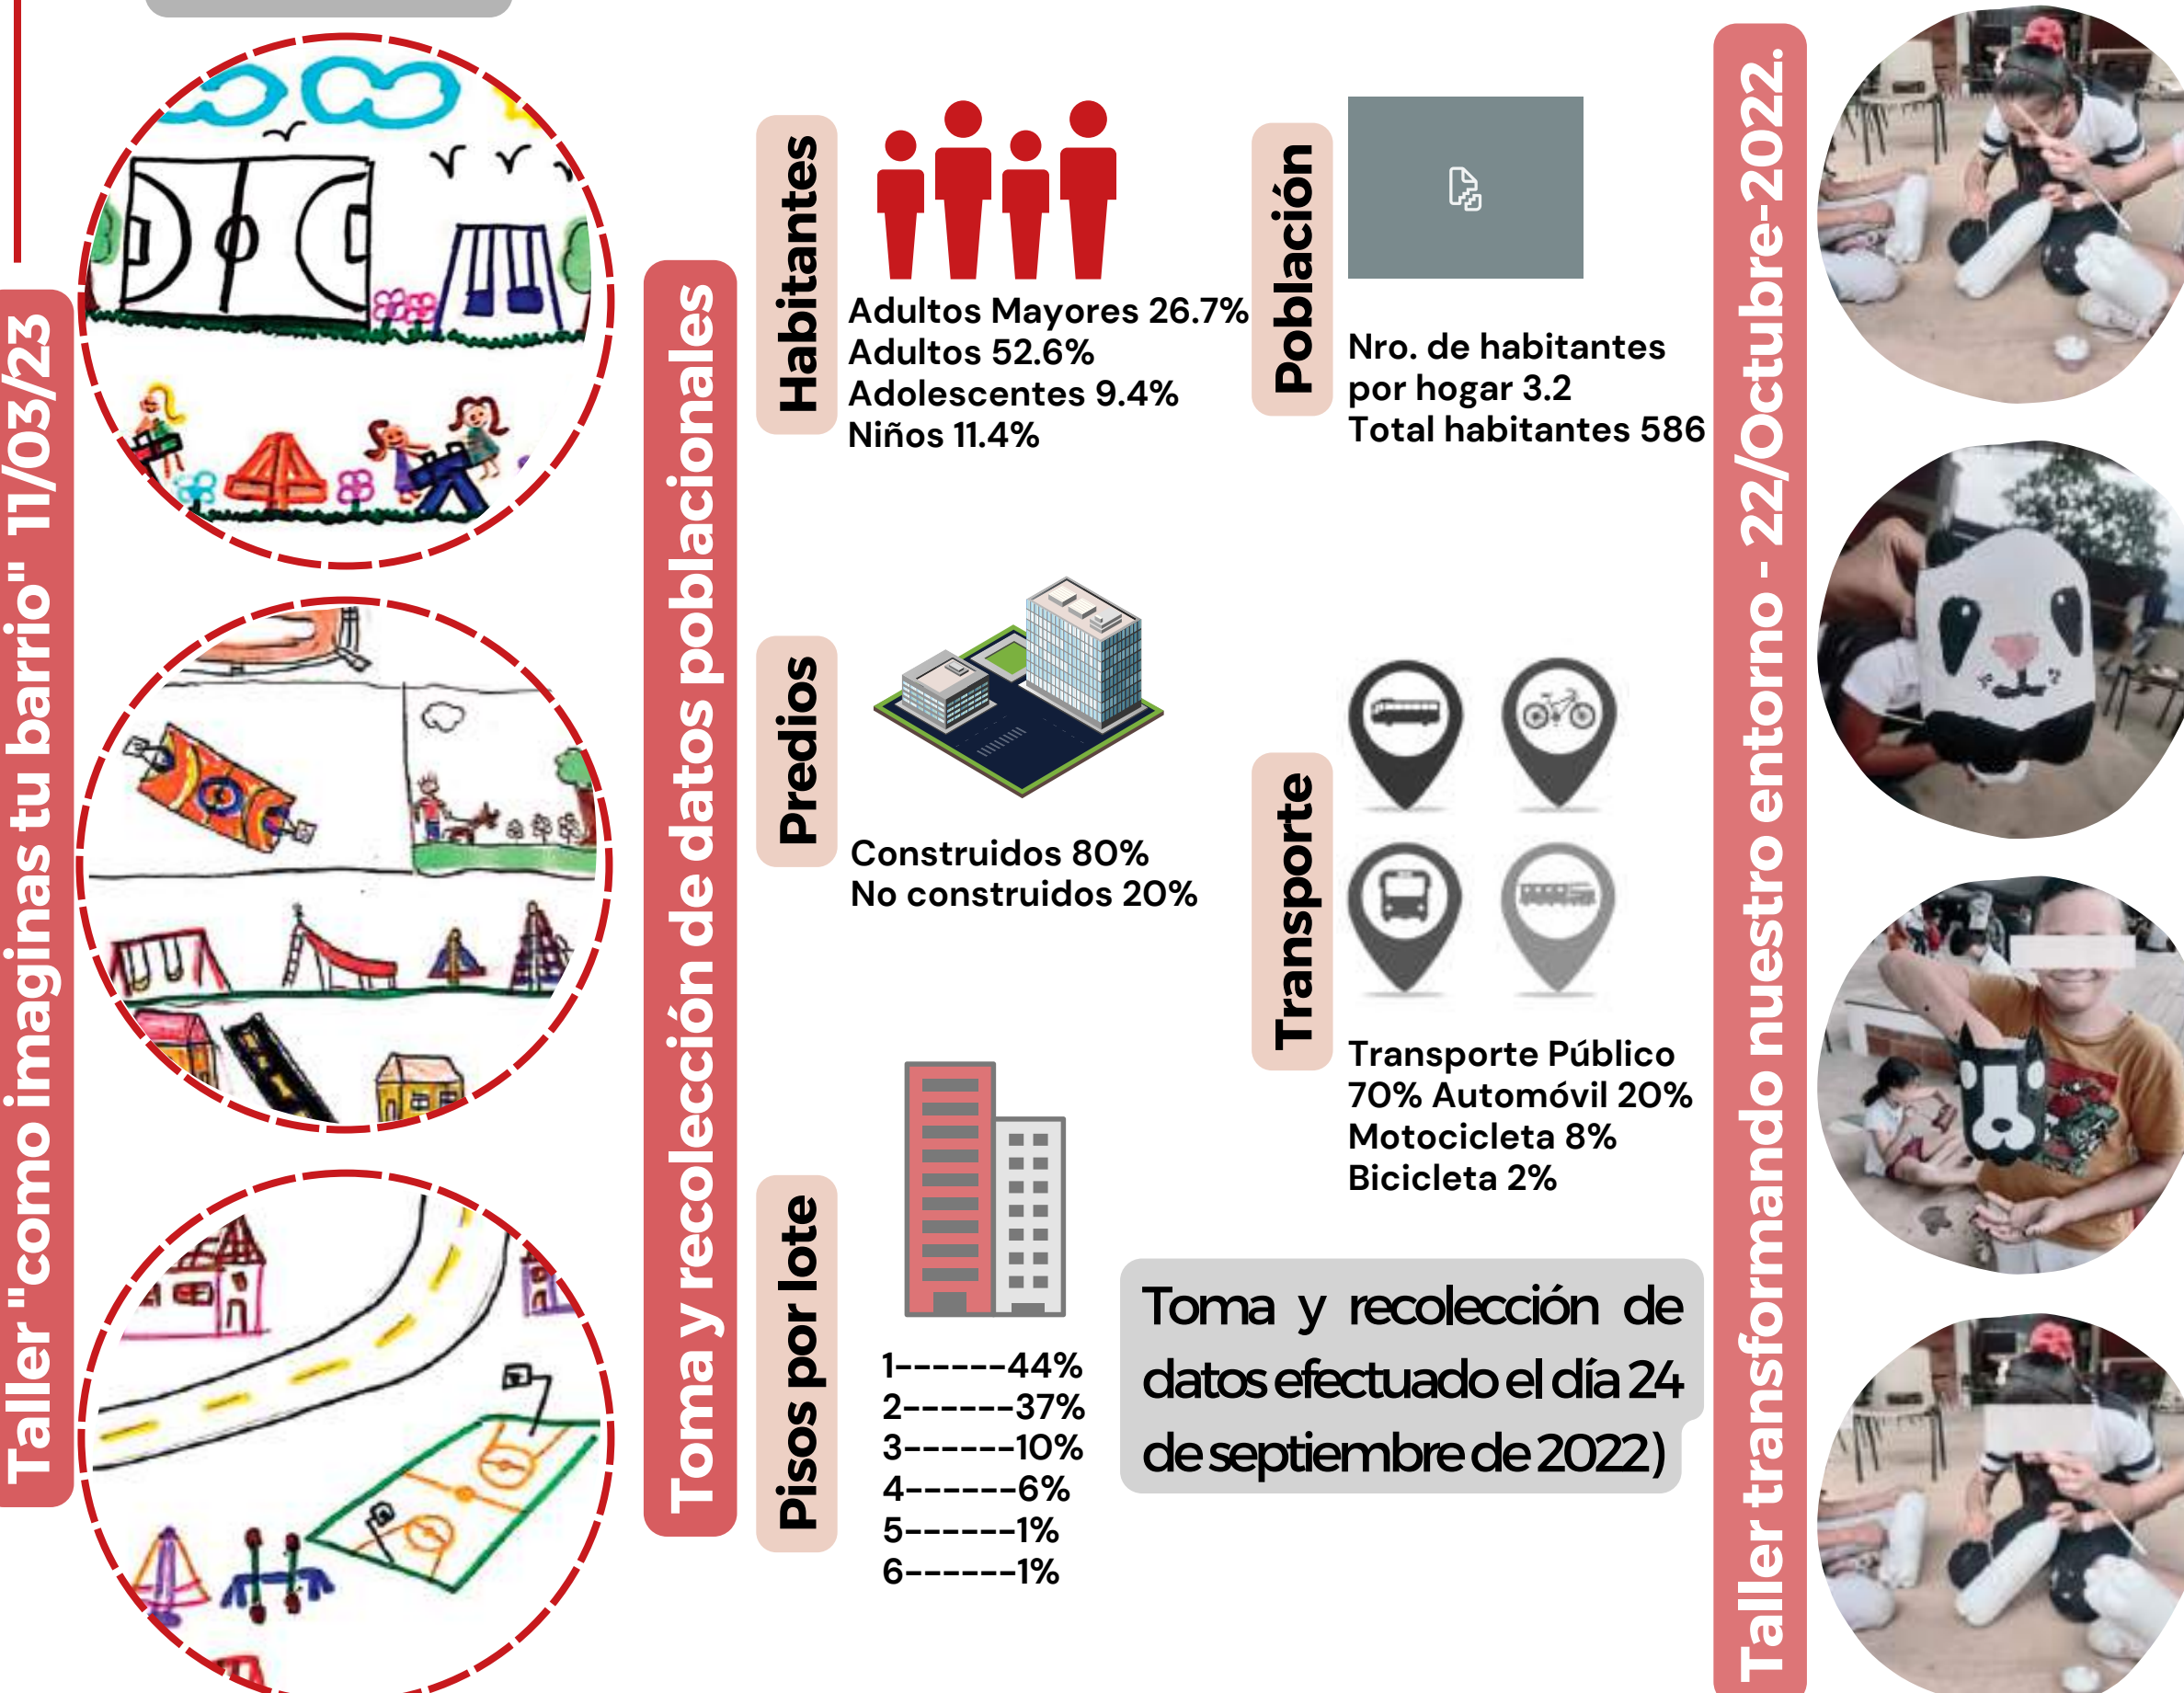 Taller "como imaginas tu barrio" 11/03/23
Toma y recolección de datos poblacionales
Habitantes
Adultos Mayores 26.7%
Adultos 52.6%
Adolescentes 9.4%
Niños 11.4%
Población
Nro. de habitantes
por hogar 3.2
Total habitantes 586
Predios
Construidos 80%
No construidos 20%
Transporte
Transporte Público
70% Automóvil 20%
Motocicleta 8%
Bicicleta 2%
Pisos por lote
1------44%
2------37%
3------10%
4------6%
5------1%
6------1%
Toma y recolección de
datos efectuado el día 24
de septiembre de 2022)
Taller transformando nuestro entorno - 22/Octubre-2022.